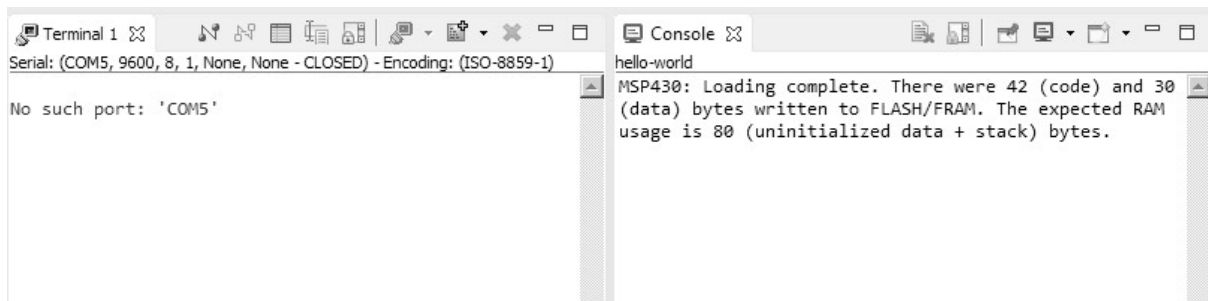 Terminal 1
Serial: (COM5, 9600, 8, 1, None, None - CLOSED) - Encoding: (ISO-8859-1)
No such port: 'COM5'
Console
hello-world
MSP430: Loading complete. There were 42 (code) and 30
(data) bytes written to FLASH/FRAM. The expected RAM
usage is 80 (uninitialized data + stack) bytes.